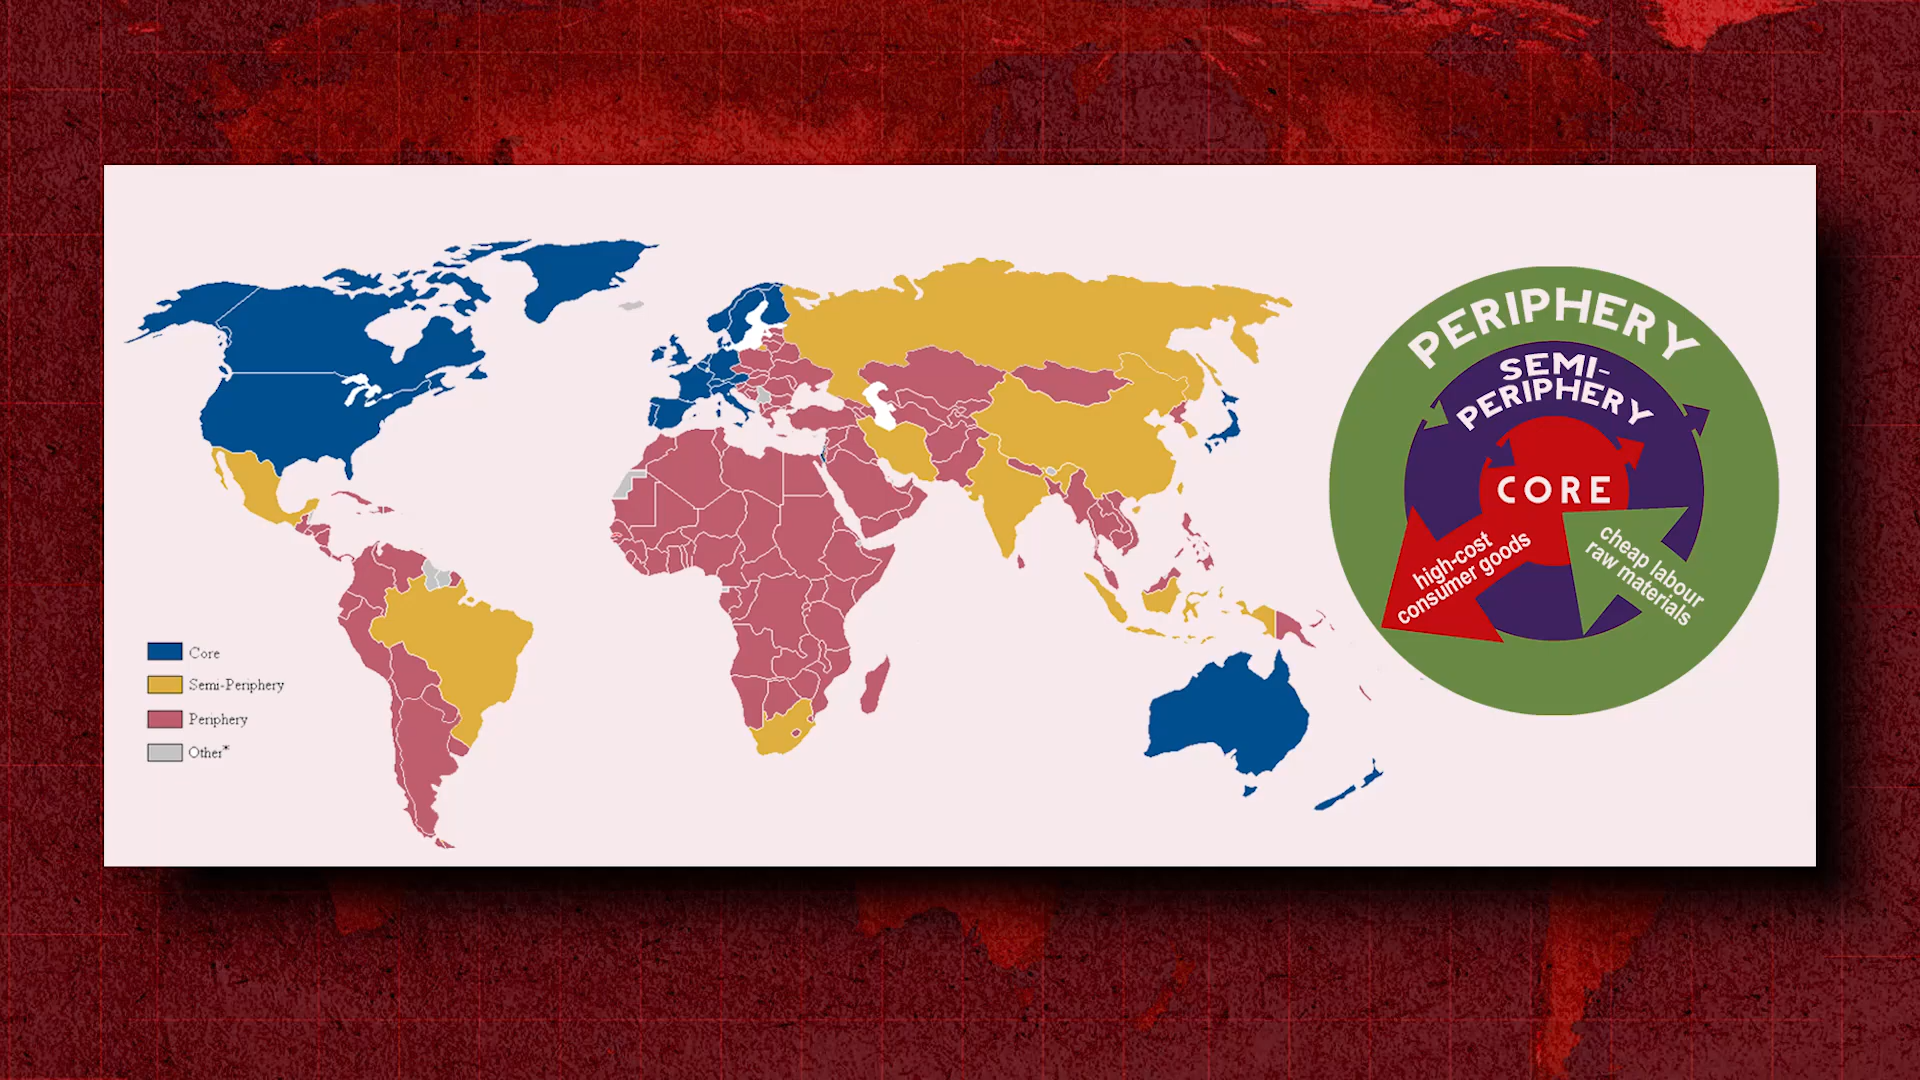 Core
Semi-Periphery
Periphery
Other*
PERIPHERY
SEMI-
PERIPHERY
CORE
high-cost
consumer goods
cheap labour
raw materials